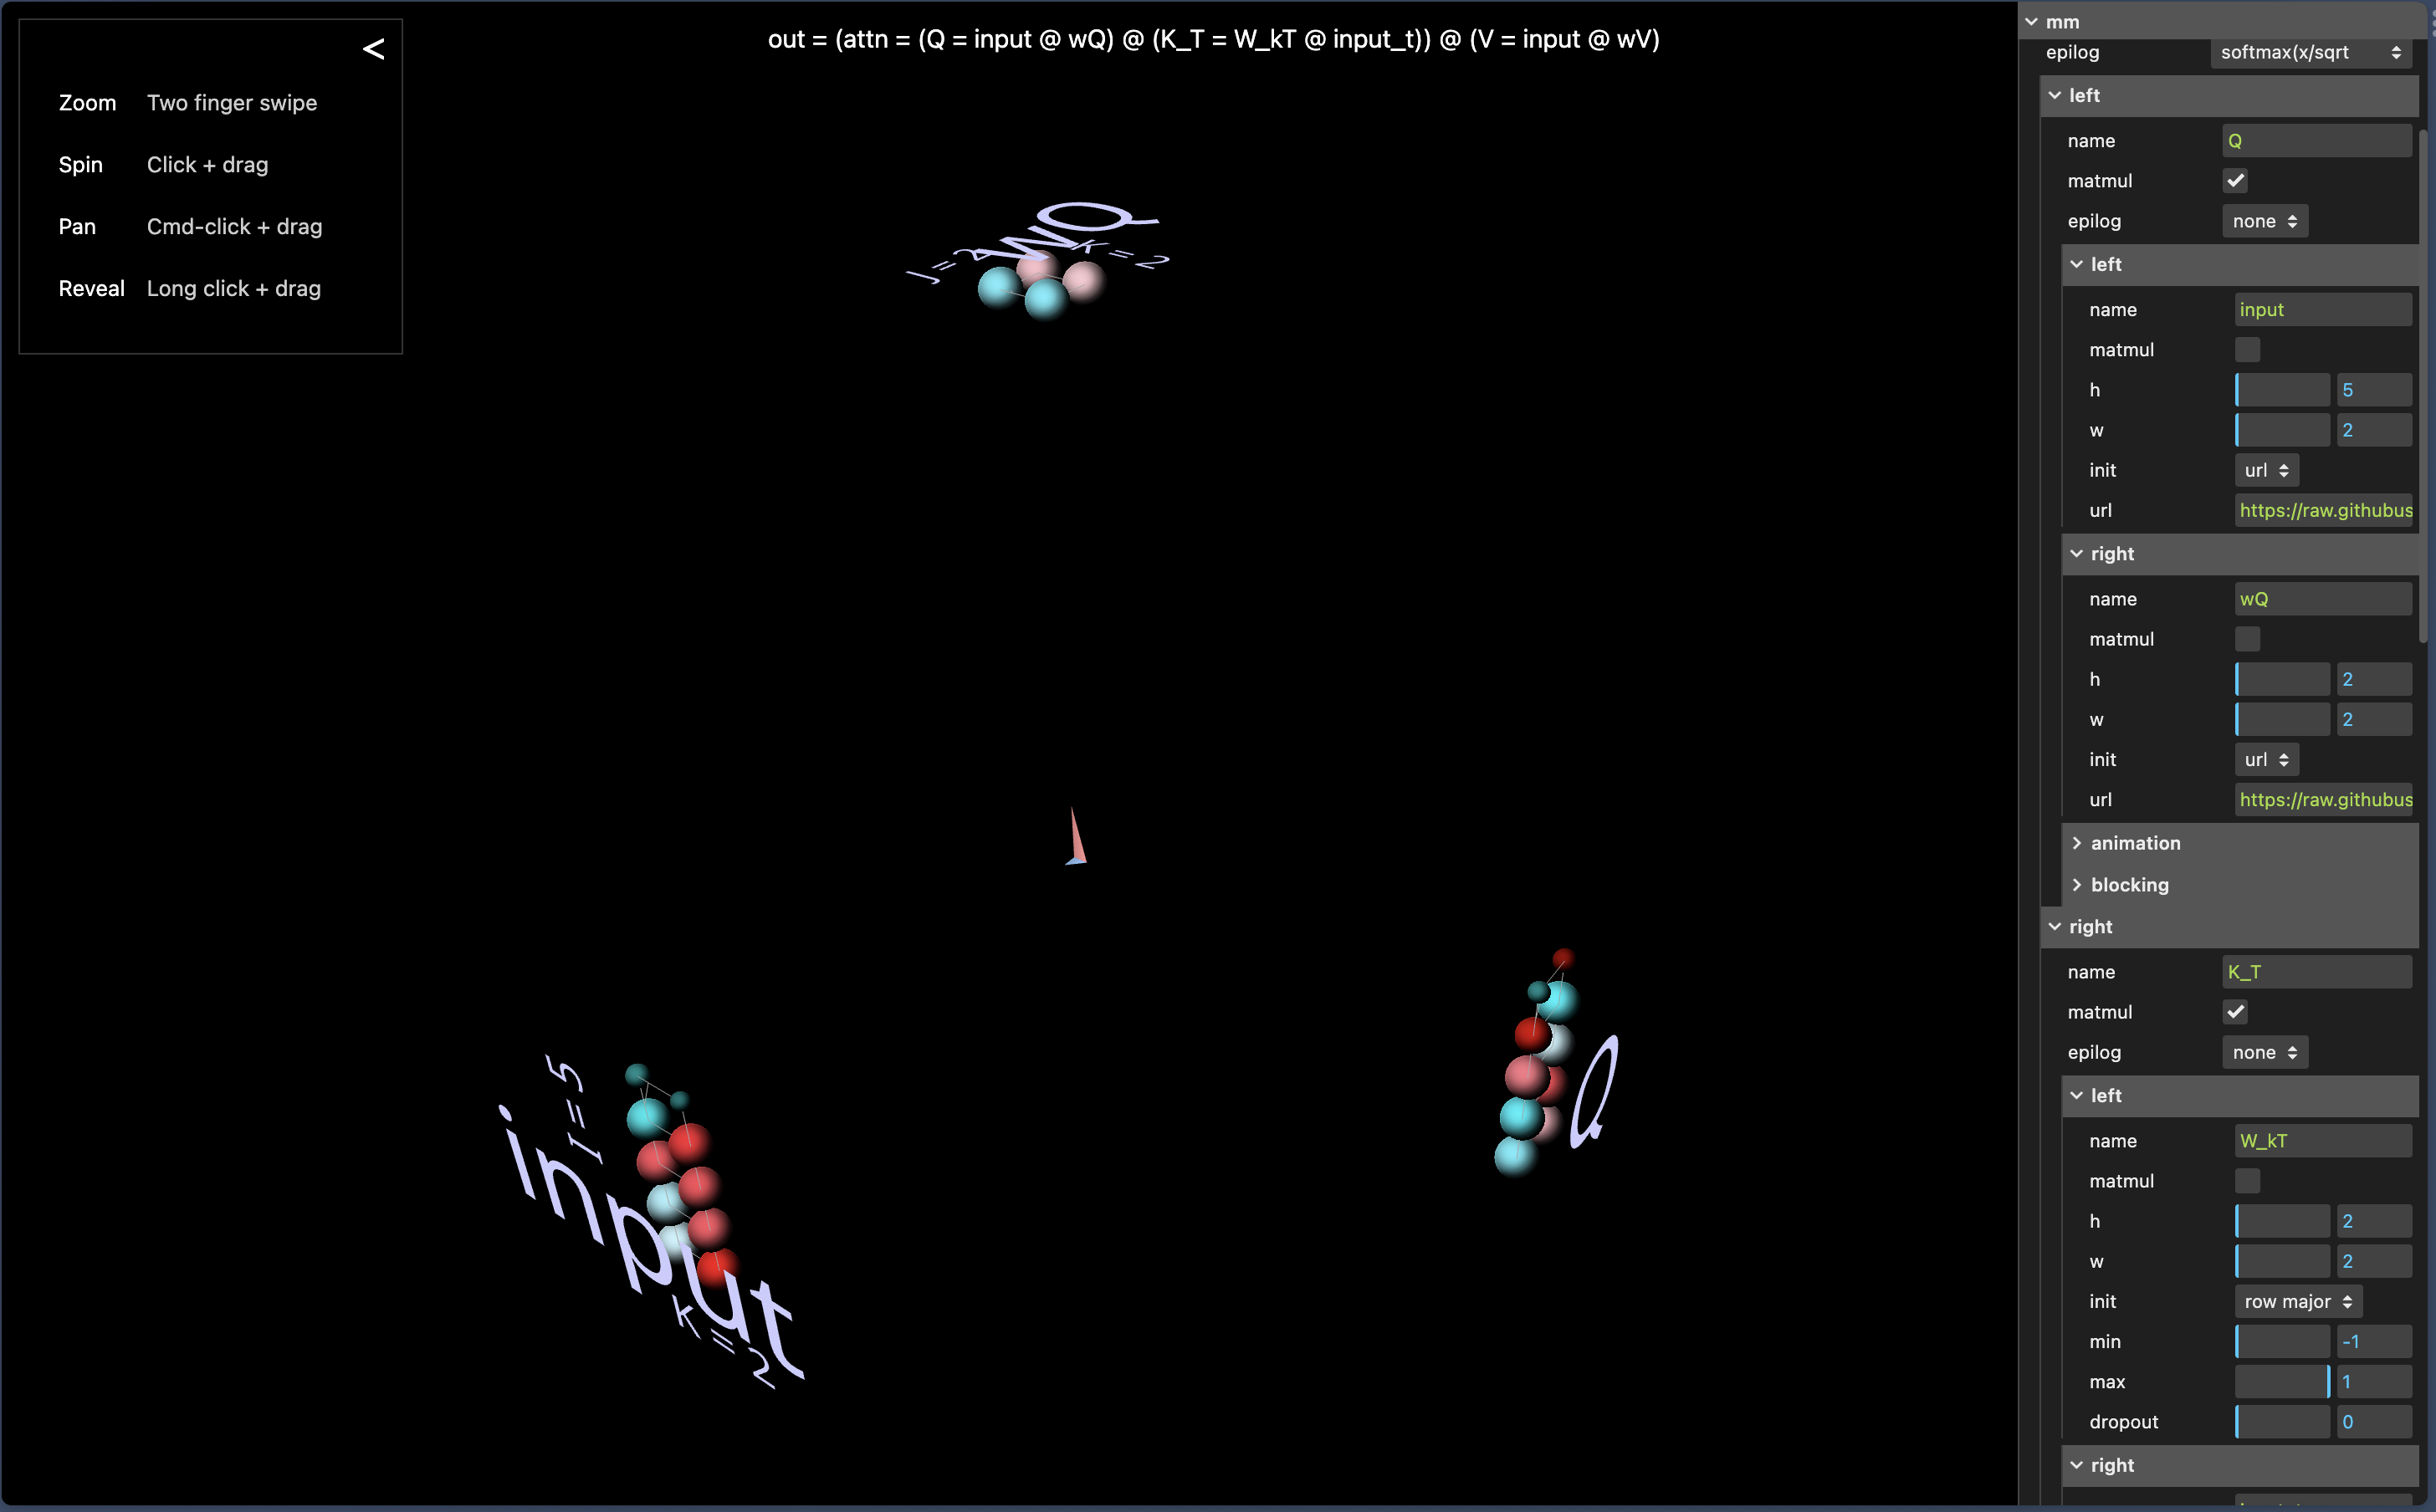 out = (attn = (Q = input @ wQ) @ (K_T = W_kT @ input_t)) @ (V = input @ wV)
<
Zoom Two finger swipe
Spin Click + drag
Pan Cmd-click + drag
Reveal Long click + drag
wQ
j = 2
k = 2
i = 5
input
k = 2
Q
mm
epilog softmax(x/sqrt
left
name Q
matmul
epilog none
left
name input
matmul
h 5
w 2
init url
url https://raw.githubus
right
name wQ
matmul
h 2
w 2
init url
url https://raw.githubus
animation
blocking
right
name K_T
matmul
epilog none
left
name W_kT
matmul
h 2
w 2
init row major
min -1
max 1
dropout 0
right